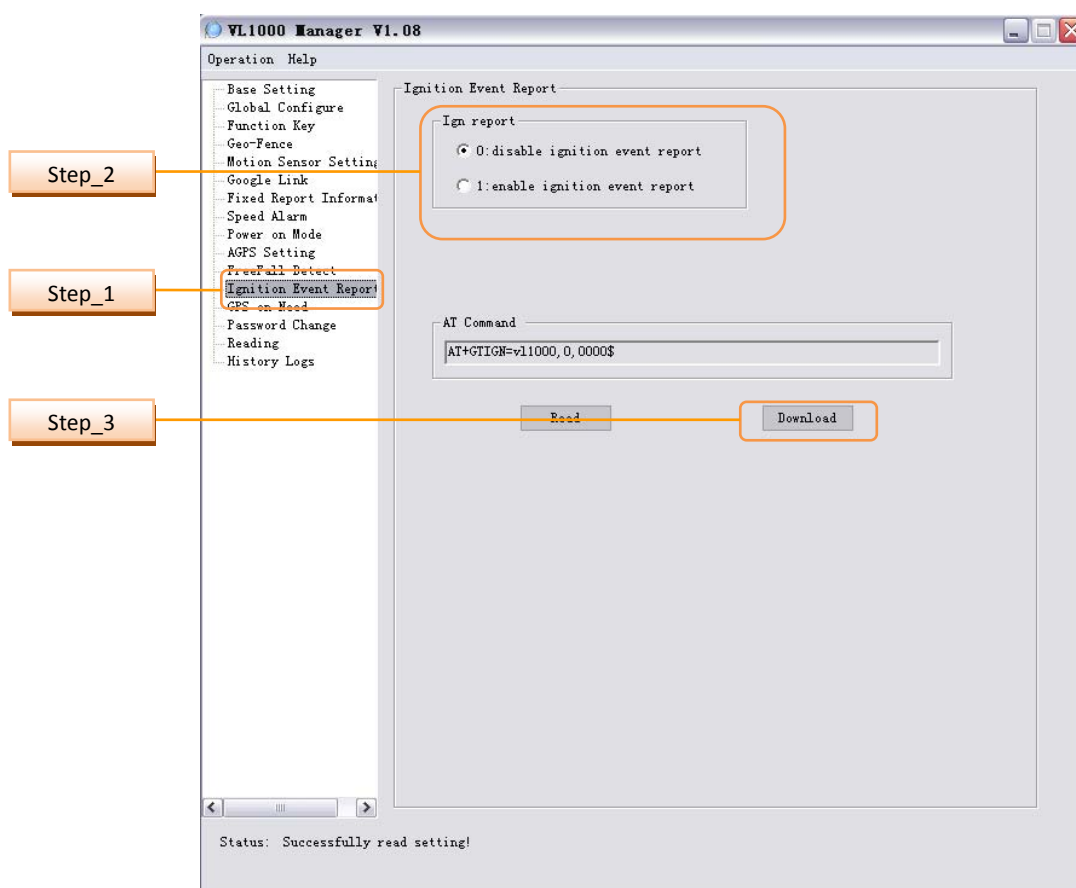 VL1000 Manager V1.08
Operation Help
Base Setting
Global Configure
Function Key
Geo-Fence
Motion Sensor Setting
Google Link
Fixed Report Informat
Speed Alarm
Power on Mode
AGPS Setting
FreeFall Detect
Ignition Event Report
GPS on Need
Password Change
Reading
History Logs
Ignition Event Report
Ign report
0:disable ignition event report
1:enable ignition event report
AT Command
AT+GTIGN=vl1000,0,0000$
Read
Download
Step_2
Step_1
Step_3
Status: Successfully read setting!